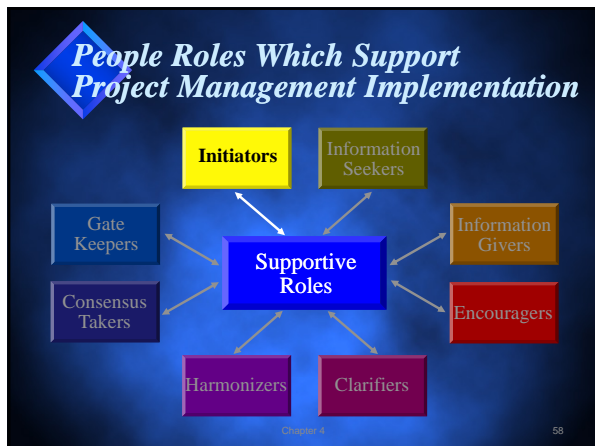 People Roles Which Support
Project Management Implementation
Initiators
Information
Seekers
Gate
Keepers
Information
Givers
Supportive
Roles
Consensus
Takers
Encouragers
Harmonizers
Clarifiers
Chapter 4
58